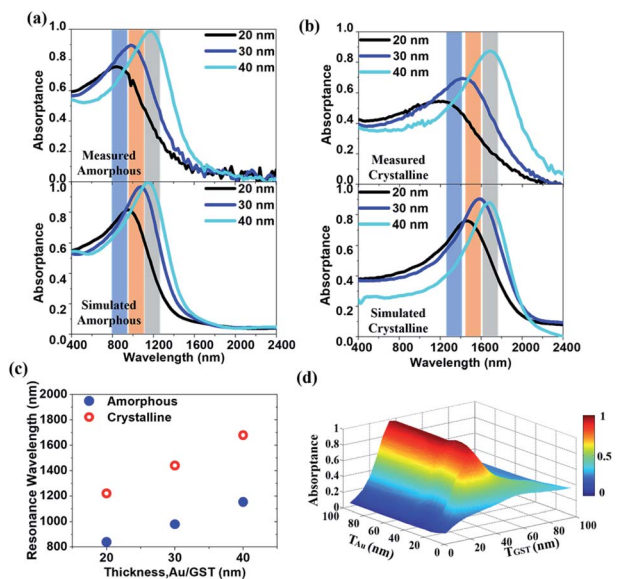 (a)
1.0
0.8
0.6
0.4
0.2
0.0
Absorptance
20 nm
30 nm
40 nm
Measured
Amorphous
1.0
0.8
0.6
0.4
0.2
0.0
Absorptance
20 nm
30 nm
40 nm
Simulated
Amorphous
400 800 1200 1600 2000 2400
Wavelength (nm)
(b)
1.0
0.8
0.6
0.4
0.2
0.0
Absorptance
20 nm
30 nm
40 nm
Measured
Crystalline
1.0
0.8
0.6
0.4
0.2
0.0
Absorptance
20 nm
30 nm
40 nm
Simulated
Crystalline
400 800 1200 1600 2000 2400
Wavelength (nm)
(c)
2000
1800
1600
1400
1200
1000
800
Resonance Wavelength (nm)
Amorphous
Crystalline
20 30 40
Thickness,Au/GST (nm)
(d)
1
0.8
0.6
0.4
0.2
0
Absorptance
100 80 60 40 20 0
TAu (nm)
0 20 40 60 80 100
TGST (nm)
1
0.5
0